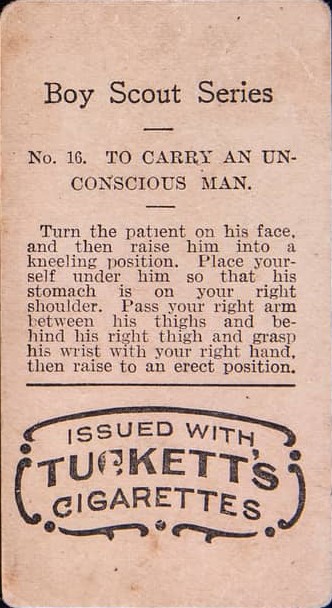 Boy Scout Series
No. 16. TO CARRY AN UN-
CONSCIOUS MAN.
Turn the patient on his face,
and then raise him into a
kneeling position. Place your-
self under him so that his
stomach is on your right
shoulder. Pass your right arm
between his thighs and be-
hind his right thigh and grasp
his wrist with your right hand,
then raise to an erect position.
ISSUED WITH
TUCKETT'S
CIGARETTES